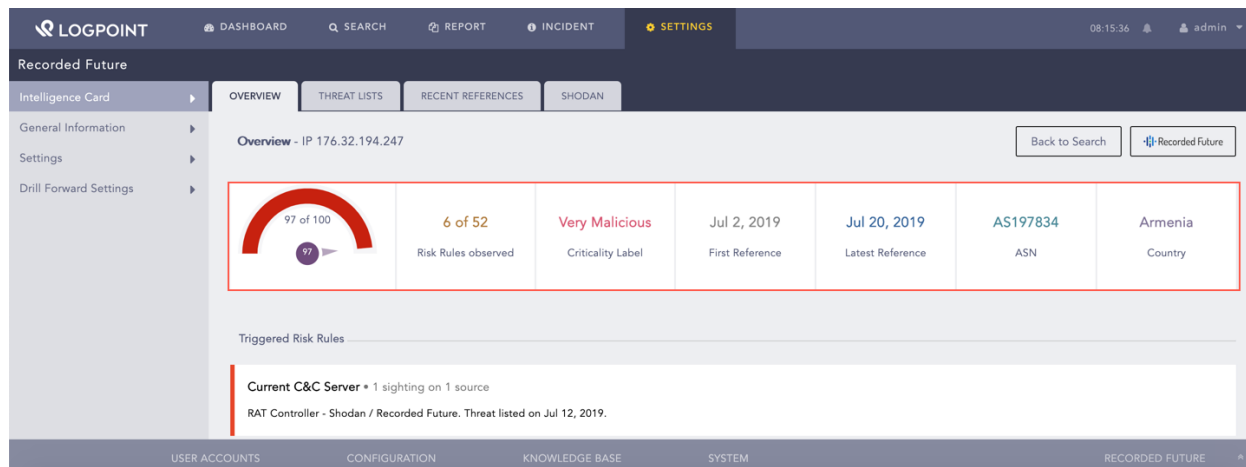 LOGPOINT
DASHBOARD SEARCH REPORT INCIDENT SETTINGS 08:15:36 admin
Recorded Future
Intelligence Card
General Information
Settings
Drill Forward Settings
OVERVIEW THREAT LISTS RECENT REFERENCES SHODAN
Overview - IP 176.32.194.247
Back to Search
Recorded Future
97 of 100
97
6 of 52
Risk Rules observed
Very Malicious
Criticality Label
Jul 2, 2019
First Reference
Jul 20, 2019
Latest Reference
AS197834
ASN
Armenia
Country
Triggered Risk Rules
Current C&C Server • 1 sighting on 1 source
RAT Controller - Shodan / Recorded Future. Threat listed on Jul 12, 2019.
USER ACCOUNTS CONFIGURATION KNOWLEDGE BASE SYSTEM RECORDED FUTURE